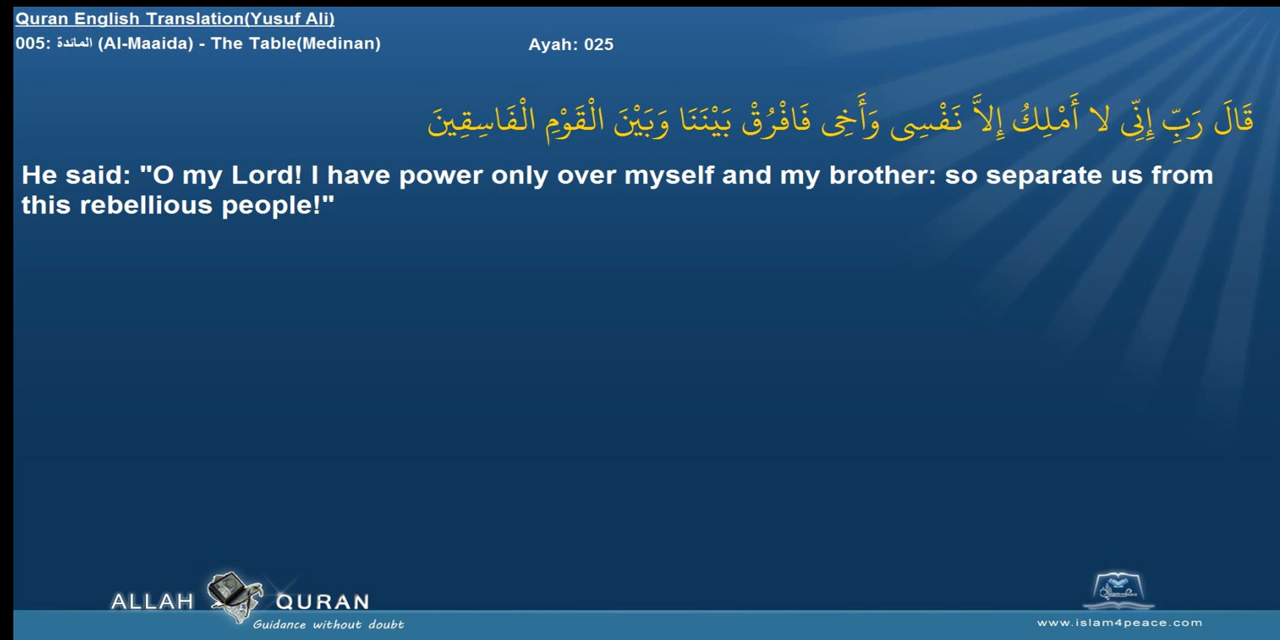 Quran English Translation(Yusuf Ali)
005: المائدة (Al-Maaida) - The Table(Medinan) Ayah: 025
قَالَ رَبِّ إِنِّى لا أَمْلِكُ إِلاَّ نَفْسِى وَأَخِى فَافْرُقْ بَيْنَنَا وَبَيْنَ الْقَوْمِ الْفَاسِقِينَ
He said: "O my Lord! I have power only over myself and my brother: so separate us from
this rebellious people!"
ALLAH QURAN
Guidance without doubt
www.islam4peace.com